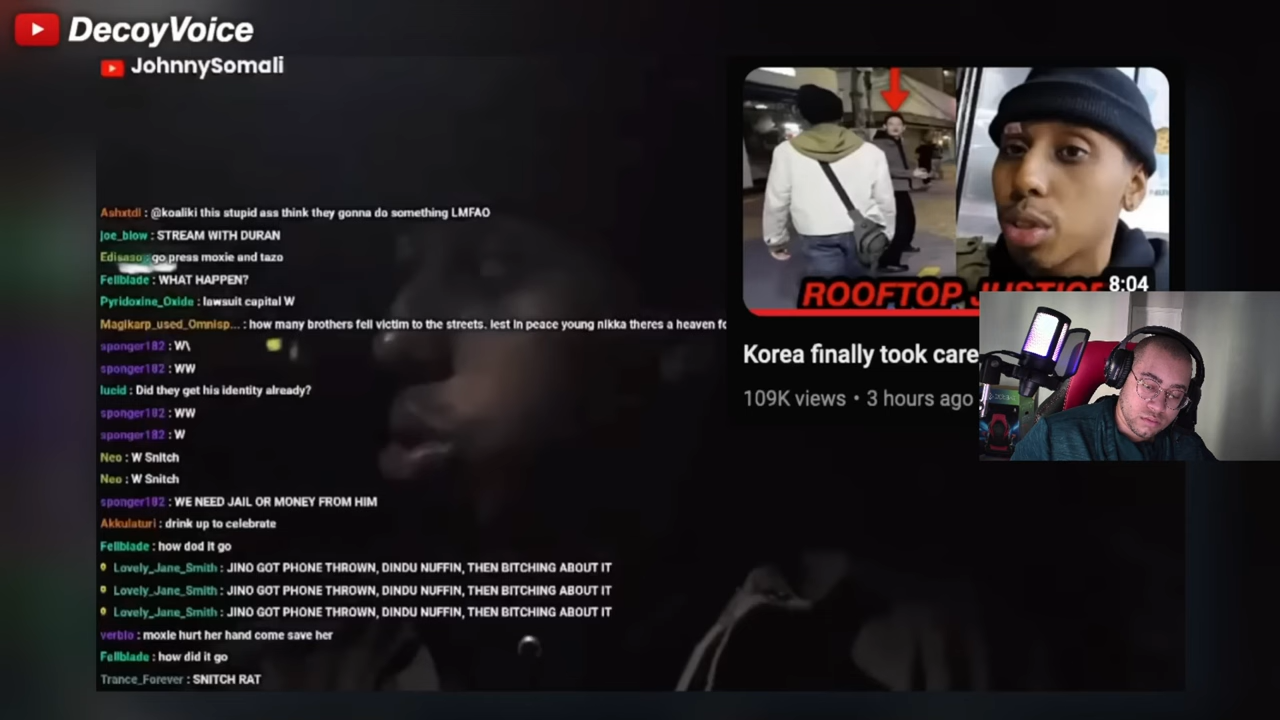 DecoyVoice
JohnnySomali
Ashxtdi : @koaliki this stupid ass think they gonna do something LMFAO
joe_blow : STREAM WITH DURAN
Edisaso : go press moxie and tazo
Fellblade : WHAT HAPPEN?
Pyridoxine_Oxide : lawsuit capital W
Magikarp_used_Omnisp... : how many brothers fell victim to the streets. lest in peace young nikka theres a heaven fo
sponger182 : W\
sponger182 : WW
lucid : Did they get his identity already?
sponger182 : WW
sponger182 : W
Neo : W Snitch
Neo : W Snitch
sponger182 : WE NEED JAIL OR MONEY FROM HIM
Akkulaturi : drink up to celebrate
Fellblade : how dod it go
Lovely_Jane_Smith : JINO GOT PHONE THROWN, DINDU NUFFIN, THEN BITCHING ABOUT IT
Lovely_Jane_Smith : JINO GOT PHONE THROWN, DINDU NUFFIN, THEN BITCHING ABOUT IT
Lovely_Jane_Smith : JINO GOT PHONE THROWN, DINDU NUFFIN, THEN BITCHING ABOUT IT
verblo : moxie hurt her hand come save her
Fellblade : how did it go
Trance_Forever : SNITCH RAT
ROOFTOP JUSTICE
8:04
Korea finally took care
109K views • 3 hours ago